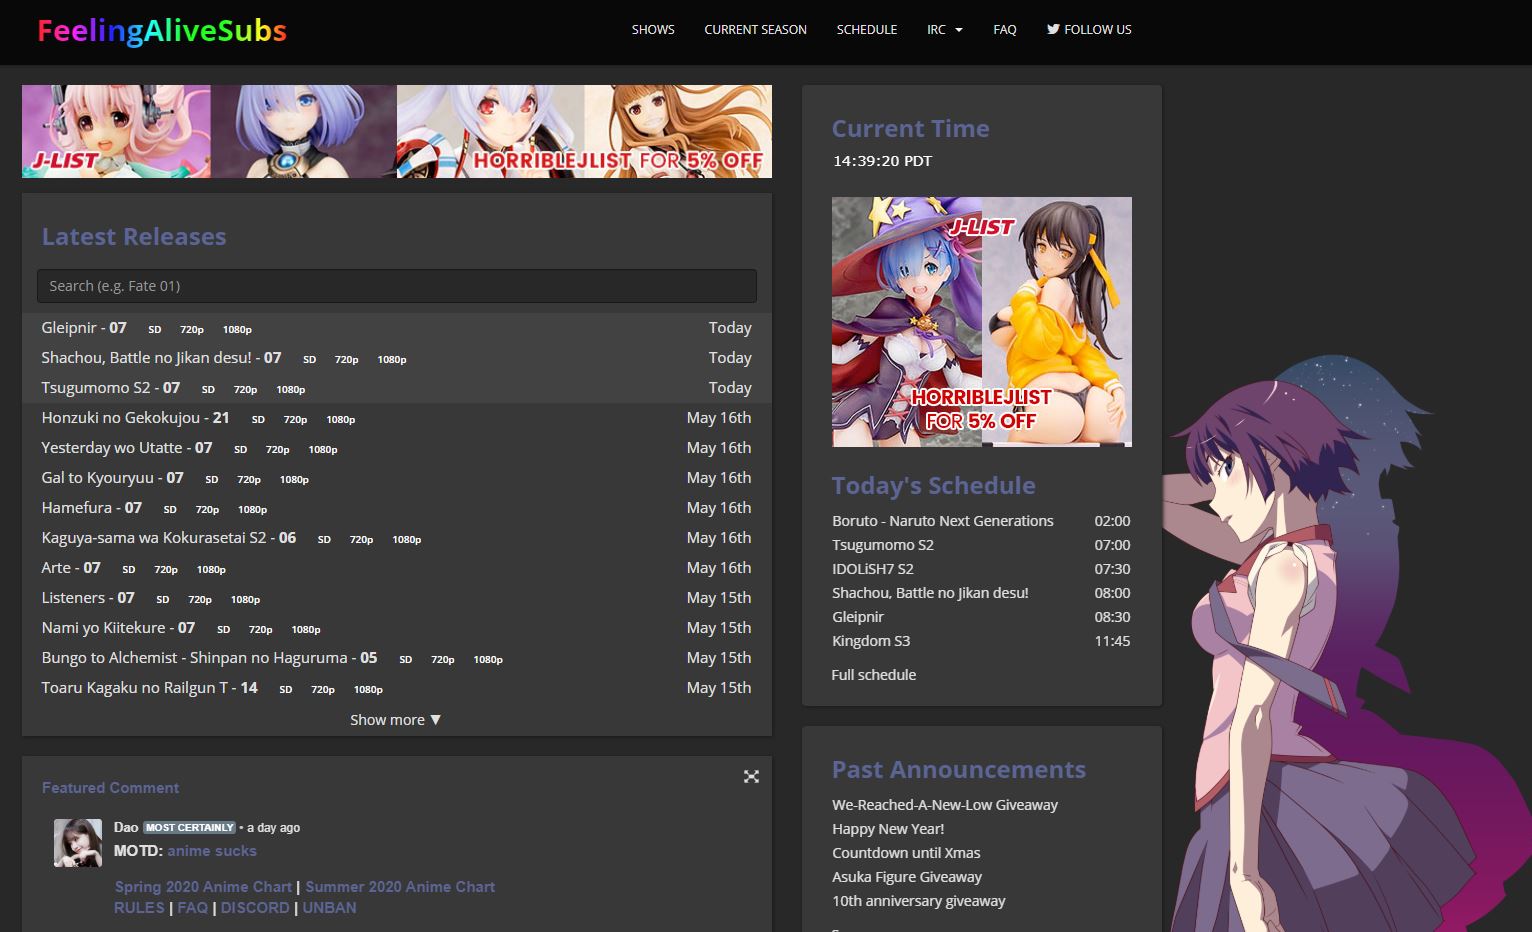 FeelingAliveSubs
SHOWS CURRENT SEASON SCHEDULE IRC FAQ FOLLOW US
J-LIST HORRIBLEJLIST FOR 5% OFF
Latest Releases
Search (e.g. Fate 01)
Gleipnir - 07 SD 720p 1080p Today
Shachou, Battle no Jikan desu! - 07 SD 720p 1080p Today
Tsugumomo S2 - 07 SD 720p 1080p Today
Honzuki no Gekokujou - 21 SD 720p 1080p May 16th
Yesterday wo Utatte - 07 SD 720p 1080p May 16th
Gal to Kyouryuu - 07 SD 720p 1080p May 16th
Hamefura - 07 SD 720p 1080p May 16th
Kaguya-sama wa Kokurasetai S2 - 06 SD 720p 1080p May 16th
Arte - 07 SD 720p 1080p May 16th
Listeners - 07 SD 720p 1080p May 15th
Nami yo Kiitekure - 07 SD 720p 1080p May 15th
Bungo to Alchemist - Shinpan no Haguruma - 05 SD 720p 1080p May 15th
Toaru Kagaku no Railgun T - 14 SD 720p 1080p May 15th
Show more ▼
Featured Comment
Dao MOST CERTAINLY • a day ago
MOTD: anime sucks
Spring 2020 Anime Chart | Summer 2020 Anime Chart
RULES | FAQ | DISCORD | UNBAN
Current Time
14:39:20 PDT
J-LIST
HORRIBLEJLIST
FOR 5% OFF
Today's Schedule
Boruto - Naruto Next Generations 02:00
Tsugumomo S2 07:00
IDOLiSH7 S2 07:30
Shachou, Battle no Jikan desu! 08:00
Gleipnir 08:30
Kingdom S3 11:45
Full schedule
Past Announcements
We-Reached-A-New-Low Giveaway
Happy New Year!
Countdown until Xmas
Asuka Figure Giveaway
10th anniversary giveaway